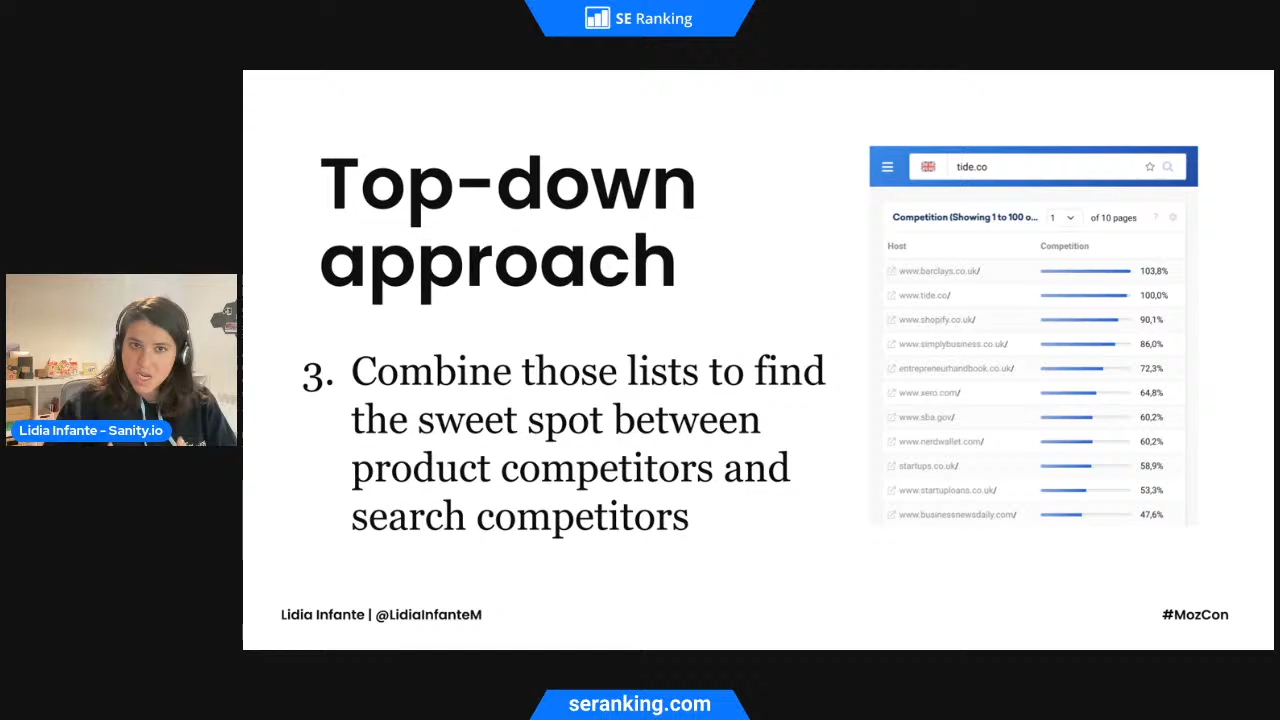 SE Ranking
Top-down
approach
3. Combine those lists to find
the sweet spot between
product competitors and
search competitors
tide.co
Competition (Showing 1 to 100 o... 1 of 10 pages ?
Host Competition
www.barclays.co.uk/ 103,8%
www.tide.co/ 100,0%
www.shopify.co.uk/ 90,1%
www.simplybusiness.co.uk/ 86,0%
entrepreneurhandbook.co.uk/ 72,3%
www.xero.com/ 64,8%
www.sba.gov/ 60,2%
www.nerdwallet.com/ 60,2%
startups.co.uk/ 58,9%
www.startuploans.co.uk/ 53,3%
www.businessnewsdaily.com/ 47,6%
Lidia Infante - Sanity.io
Lidia Infante | @LidiaInfanteM
#MozCon
seranking.com